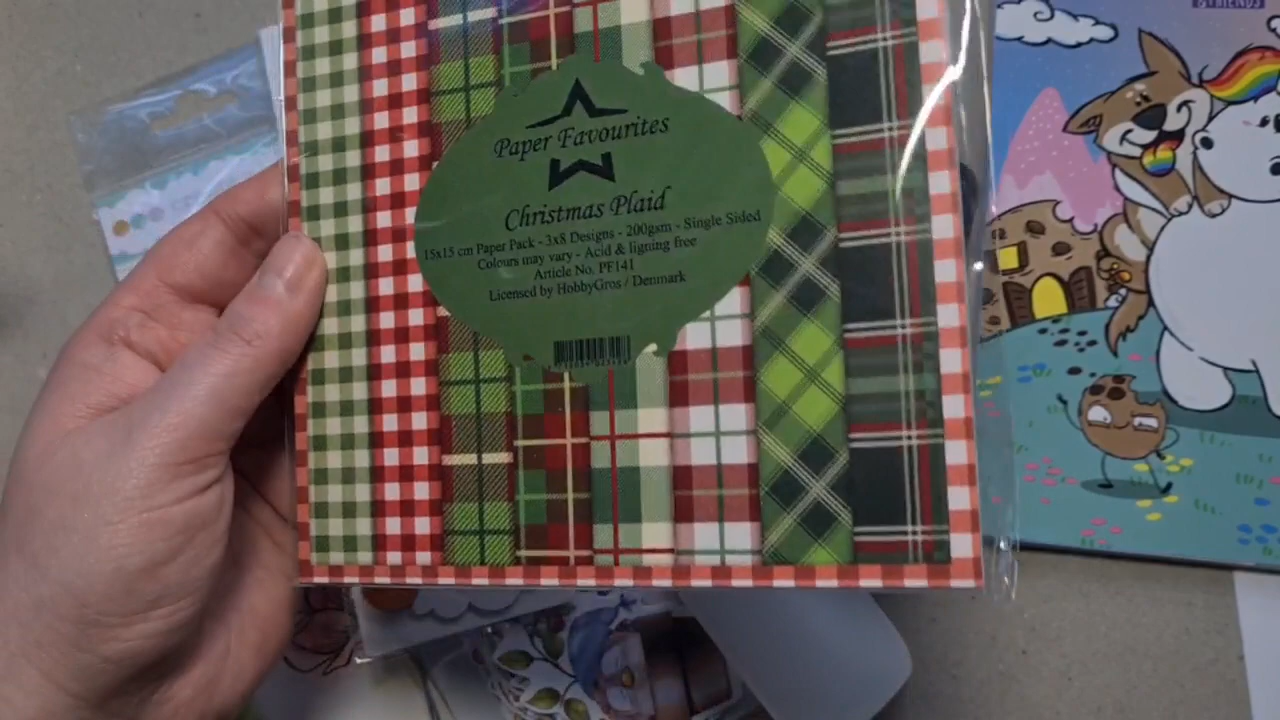 & FRIENDS
Paper Favourites
Christmas Plaid
15x15 cm Paper Pack - 3x8 Designs - 200gsm - Single Sided
Colours may vary - Acid & ligning free
Article No. PF141
Licensed by HobbyGros / Denmark